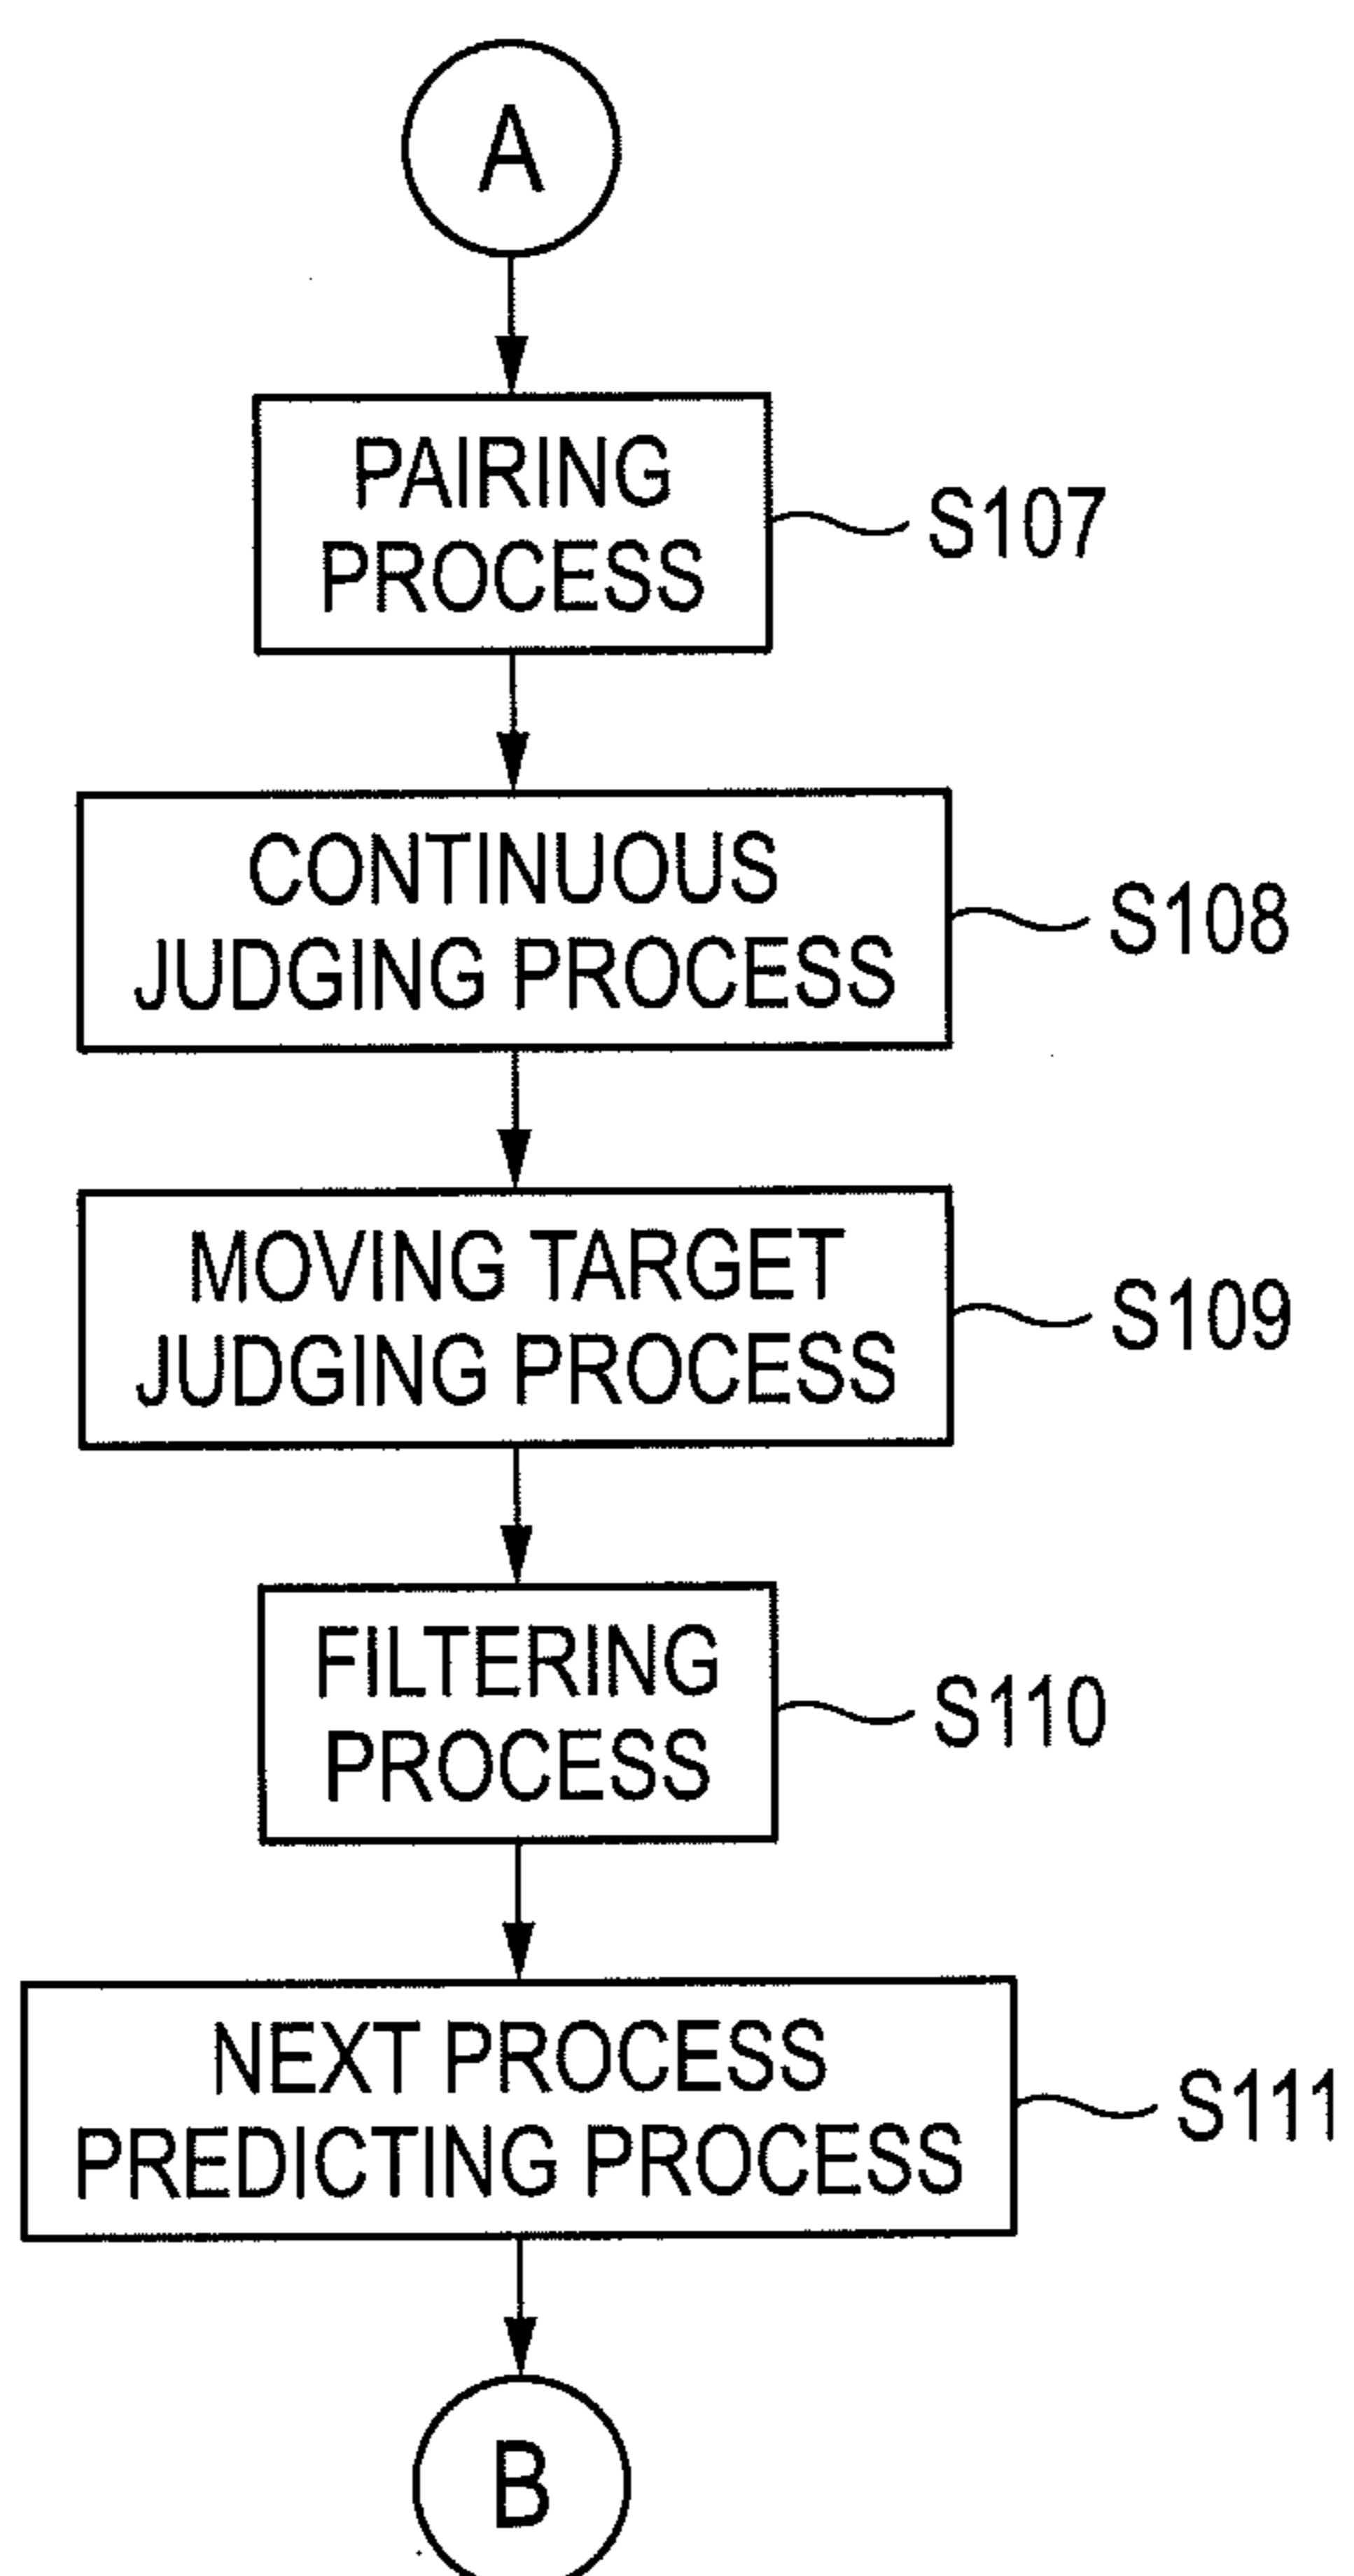 A
PAIRING
PROCESS
S107
CONTINUOUS
JUDGING PROCESS
S108
MOVING TARGET
JUDGING PROCESS
S109
FILTERING
PROCESS
S110
NEXT PROCESS
PREDICTING PROCESS
S111
B